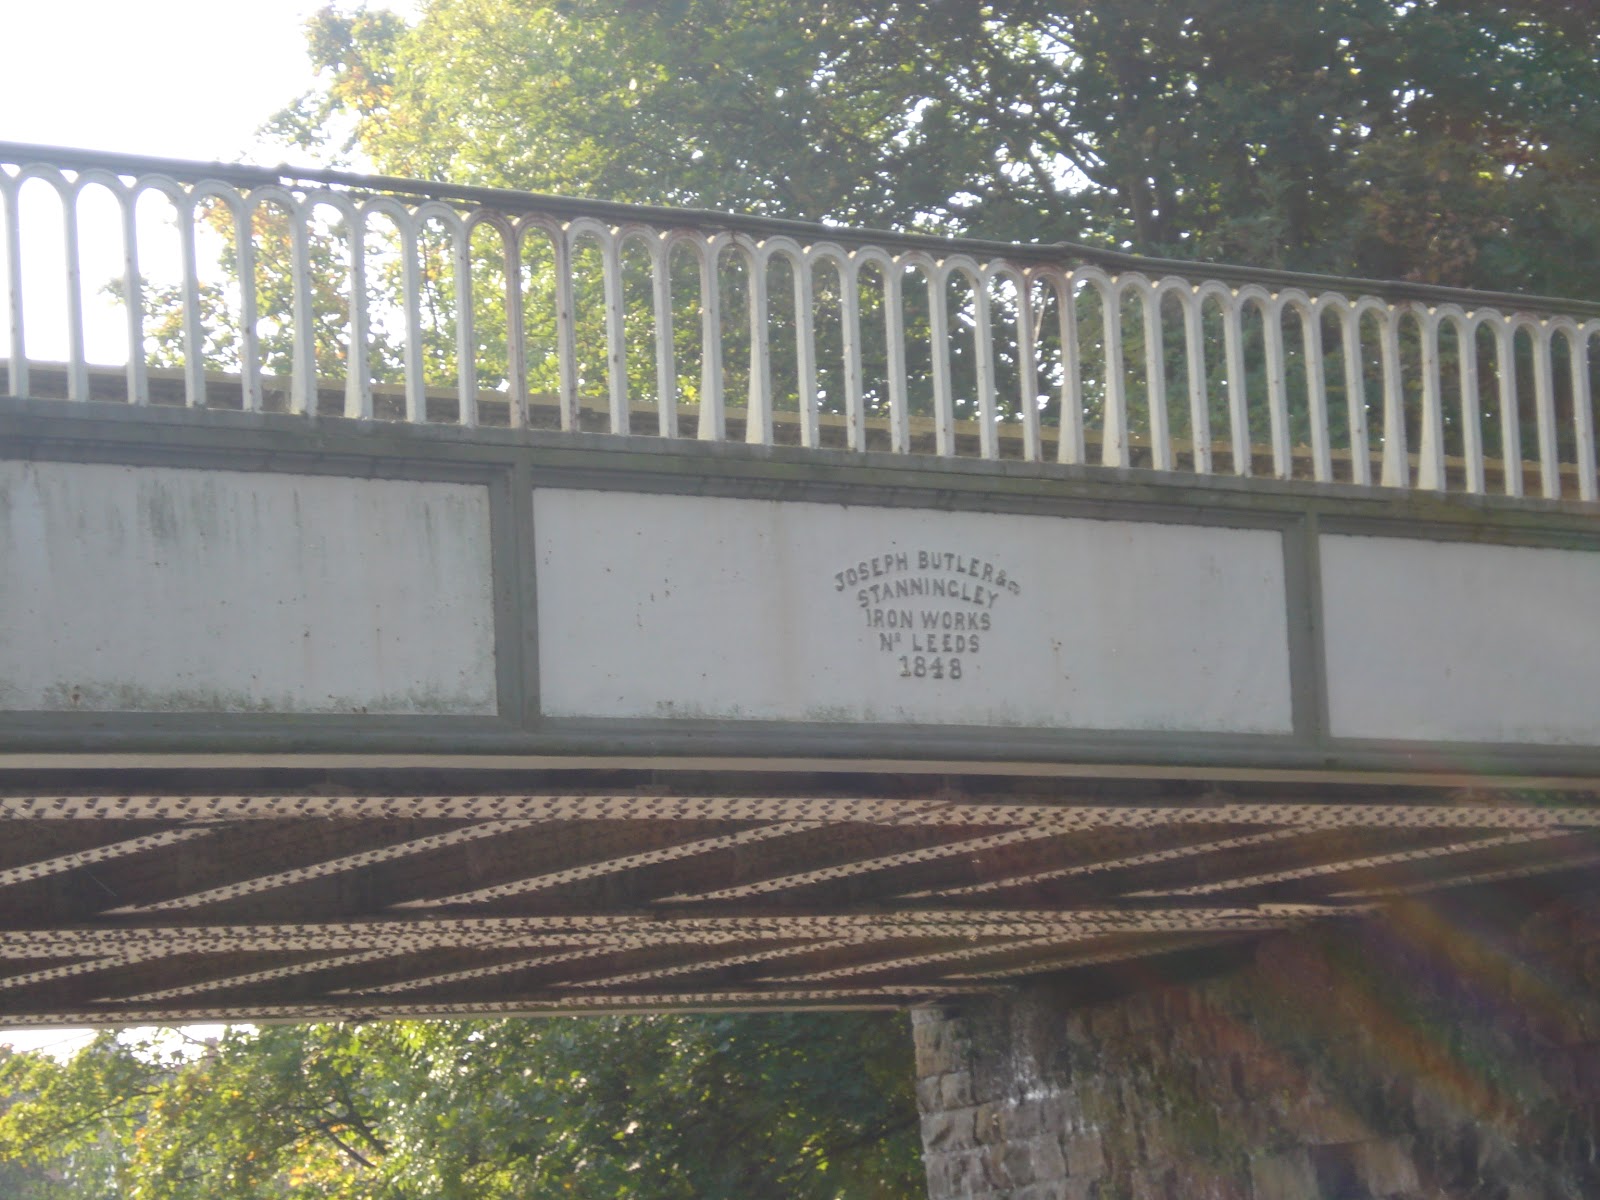 JOSEPH BUTLER & Co
STANNINGLEY
IRON WORKS
NR LEEDS
1848